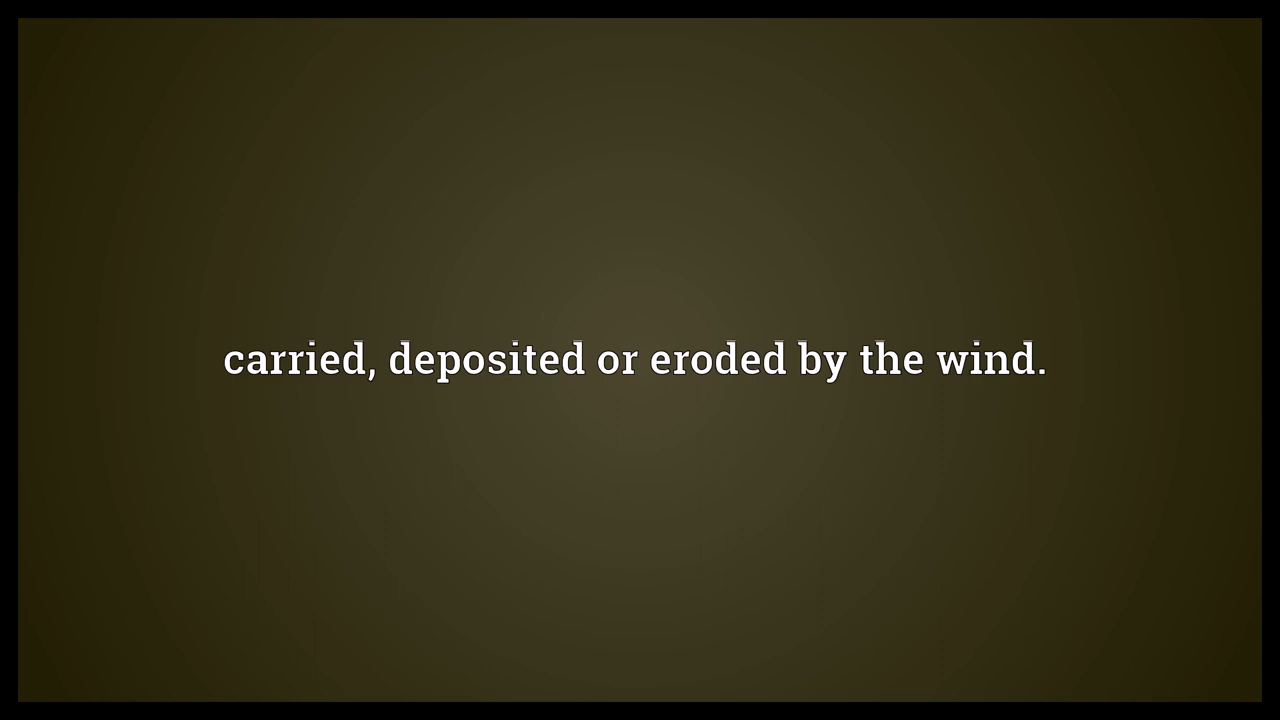 carried, deposited or eroded by the wind.